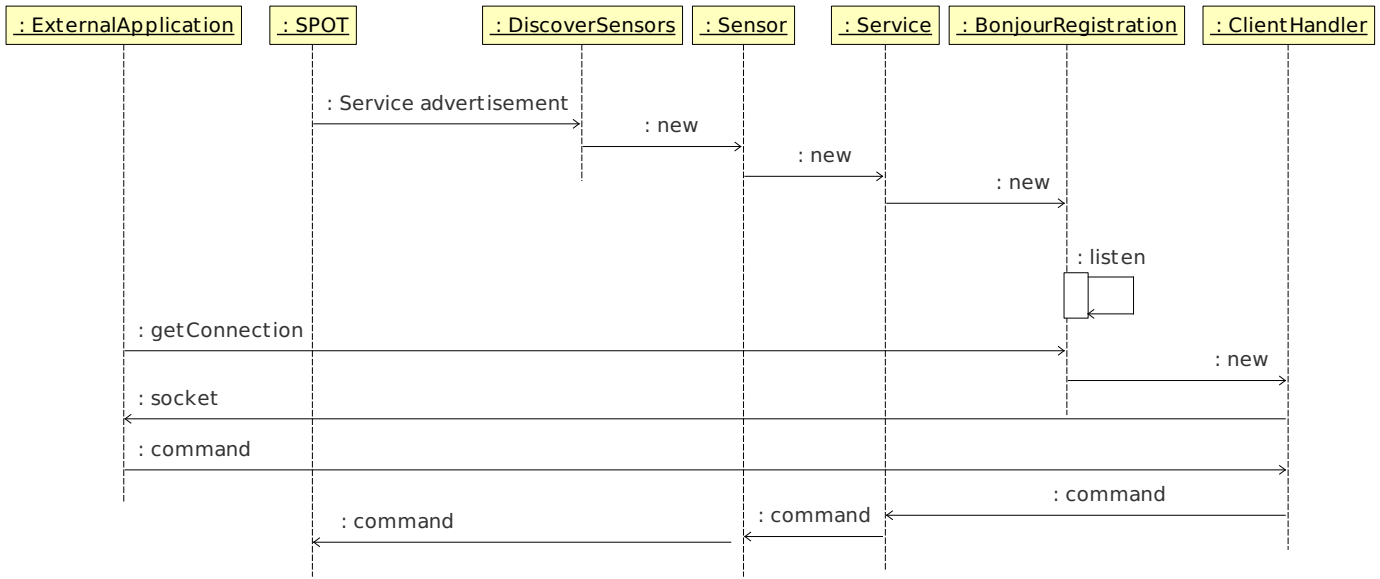 : ExternalApplication
: SPOT
: DiscoverSensors
: Sensor
: Service
: BonjourRegistration
: ClientHandler
: Service advertisement
: new
: new
: new
: listen
: getConnection
: new
: socket
: command
: command
: command
: command